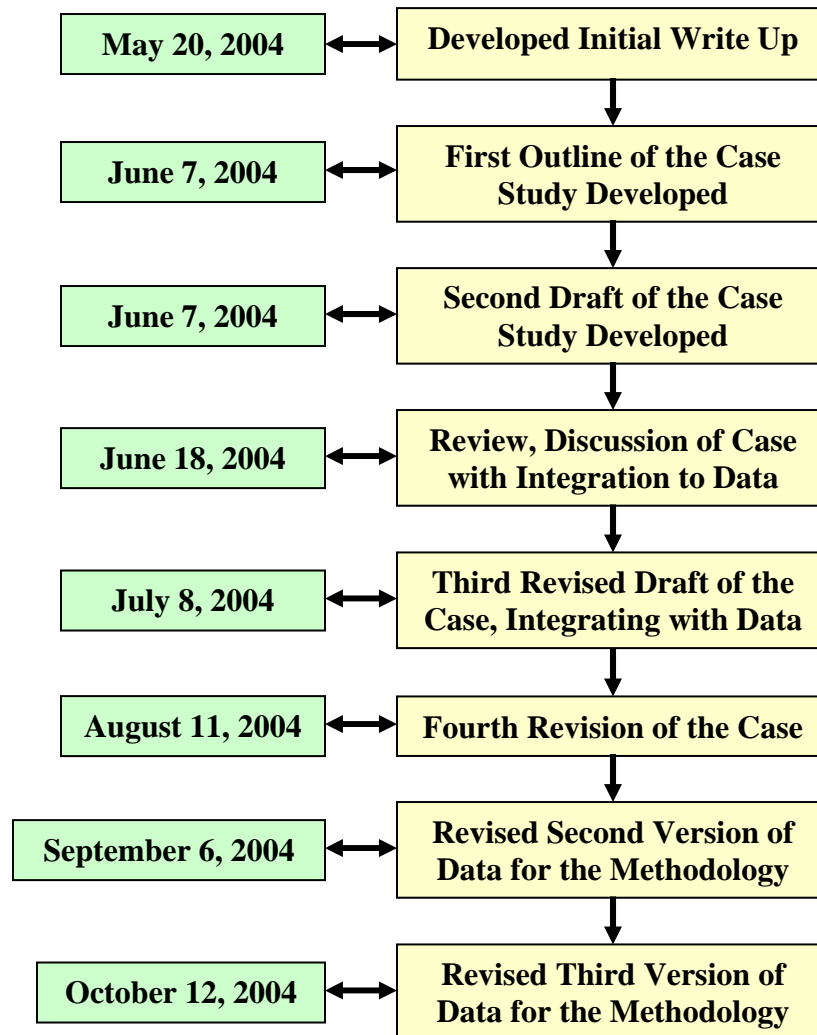 May 20, 2004
Developed Initial Write Up
June 7, 2004
First Outline of the Case
Study Developed
June 7, 2004
Second Draft of the Case
Study Developed
June 18, 2004
Review, Discussion of Case
with Integration to Data
July 8, 2004
Third Revised Draft of the
Case, Integrating with Data
August 11, 2004
Fourth Revision of the Case
September 6, 2004
Revised Second Version of
Data for the Methodology
October 12, 2004
Revised Third Version of
Data for the Methodology